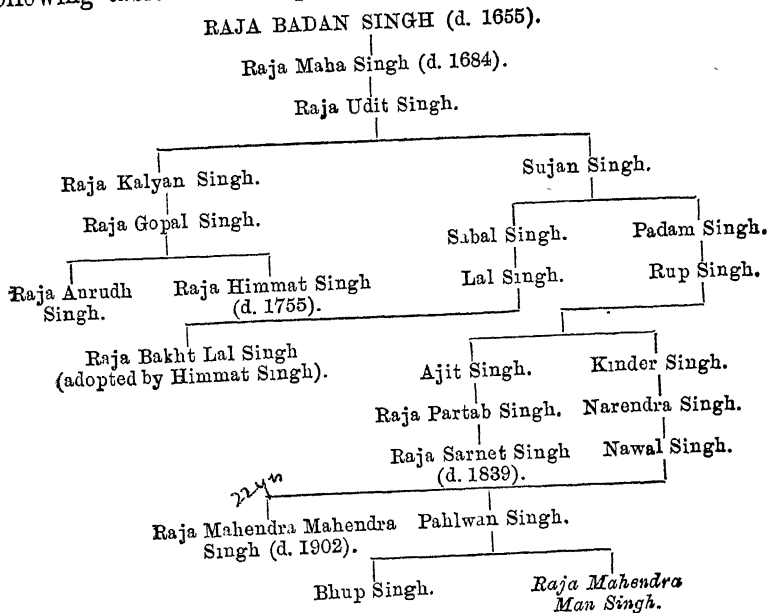 RAJA BADAN SINGH (d. 1655).
Raja Maha Singh (d. 1684).
Raja Udit Singh.
Raja Kalyan Singh.
Sujan Singh.
Raja Gopal Singh.
Sabal Singh.
Padam Singh.
Raja Anrudh
Singh.
Raja Himmat Singh
(d. 1755).
Lal Singh.
Rup Singh.
Raja Bakht Lal Singh
(adopted by Himmat Singh).
Ajit Singh.
Kinder Singh.
Raja Partab Singh.
Narendra Singh.
Raja Sarnet Singh
(d. 1839).
Nawal Singh.
Raja Mahendra Mahendra
Singh (d. 1902).
Pahlwan Singh.
Bhup Singh.
Raja Mahendra
Man Singh.